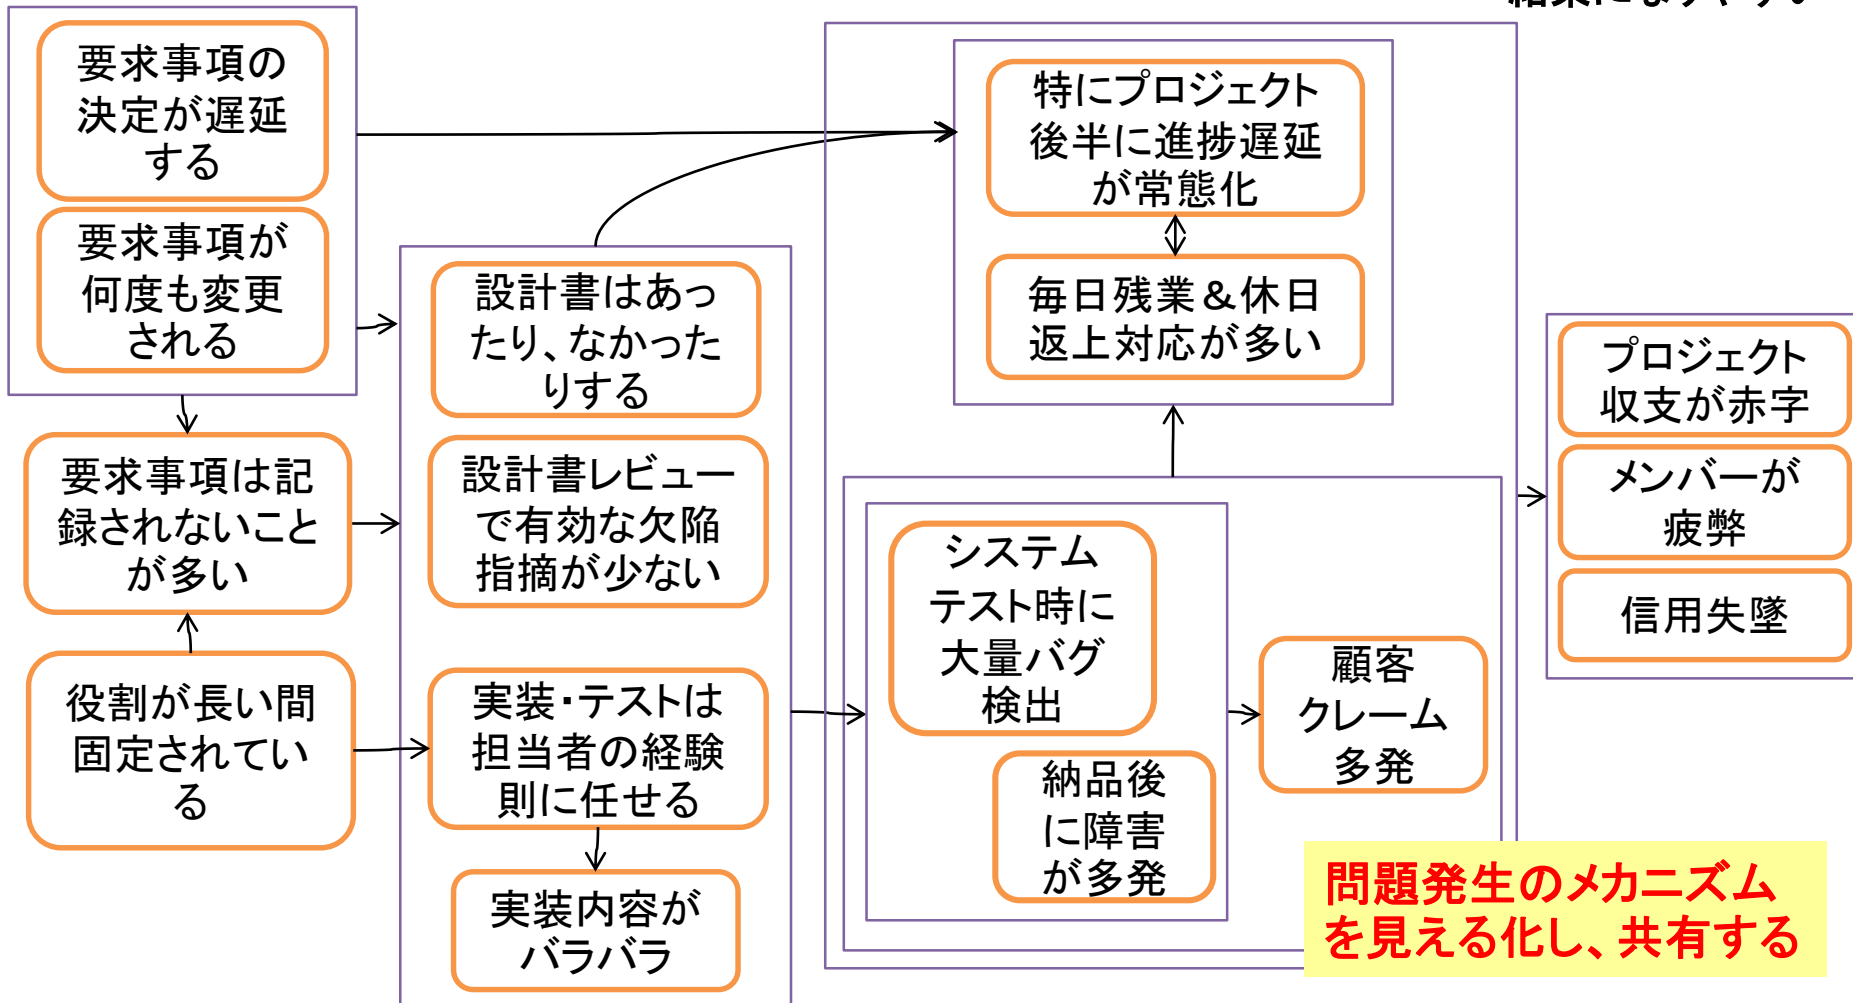 要求事項の
決定が遅延
する
要求事項が
何度も変更
される
要求事項は記
録されないこと
が多い
役割が長い間
固定されてい
る
設計書はあっ
たり、なかった
りする
設計書レビュー
で有効な欠陥
指摘が少ない
実装・テストは
担当者の経験
則に任せる
実装内容が
バラバラ
特にプロジェクト
後半に進捗遅延
が常態化
毎日残業&休日
返上対応が多い
システム
テスト時に
大量バグ
検出
納品後
に障害
が多発
顧客
クレーム
多発
プロジェクト
収支が赤字
メンバーが
疲弊
信用失墜
問題発生のメカニズム
を見える化し、共有する